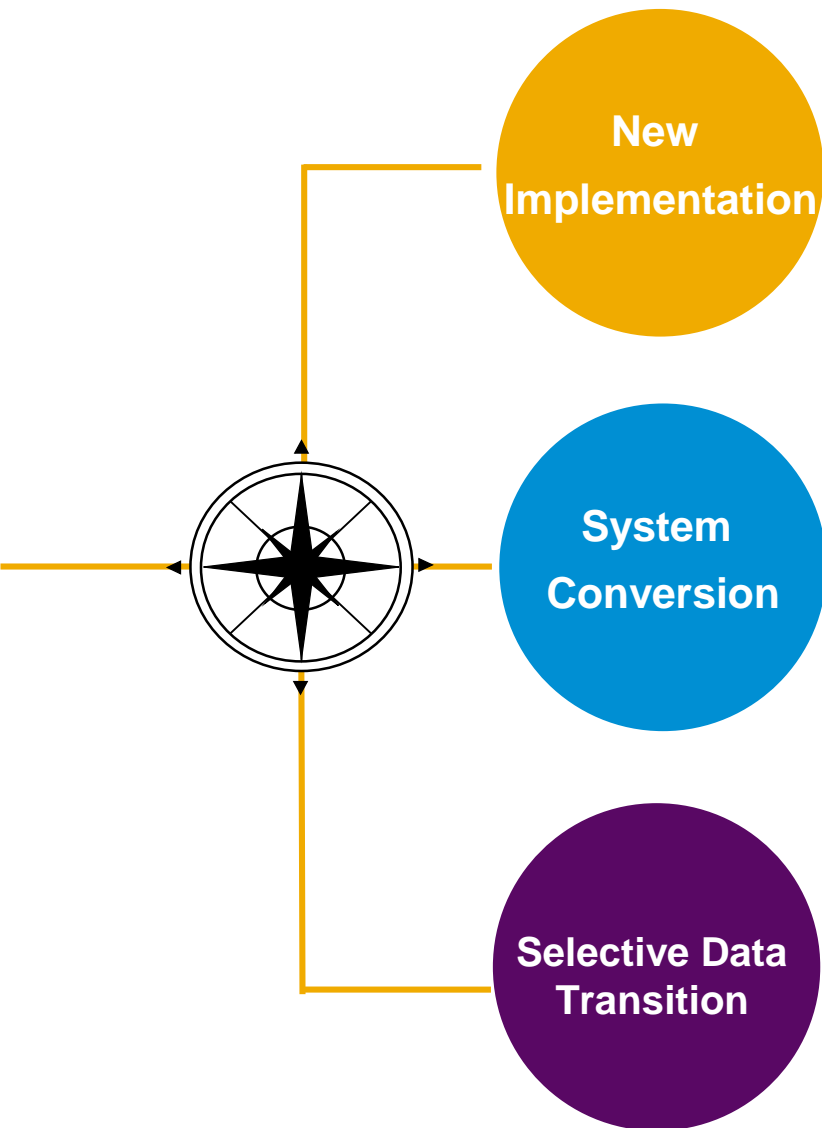 New
Implementation
System
Conversion
Selective Data
Transition